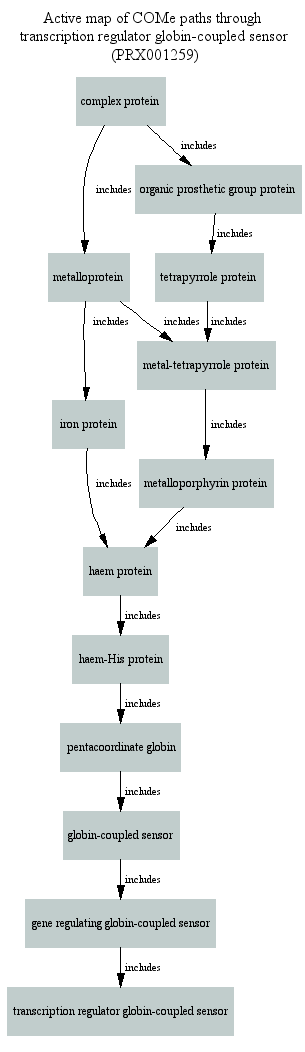 Active map of COMe paths through
transcription regulator globin-coupled sensor
(PRX001259)
complex protein
includes
organic prosthetic group protein
includes
includes
metalloprotein
tetrapyrrole protein
includes
includes
includes
metal-tetrapyrrole protein
iron protein
includes
metalloporphyrin protein
includes
includes
haem protein
includes
haem-His protein
includes
pentacoordinate globin
includes
globin-coupled sensor
includes
gene regulating globin-coupled sensor
includes
transcription regulator globin-coupled sensor